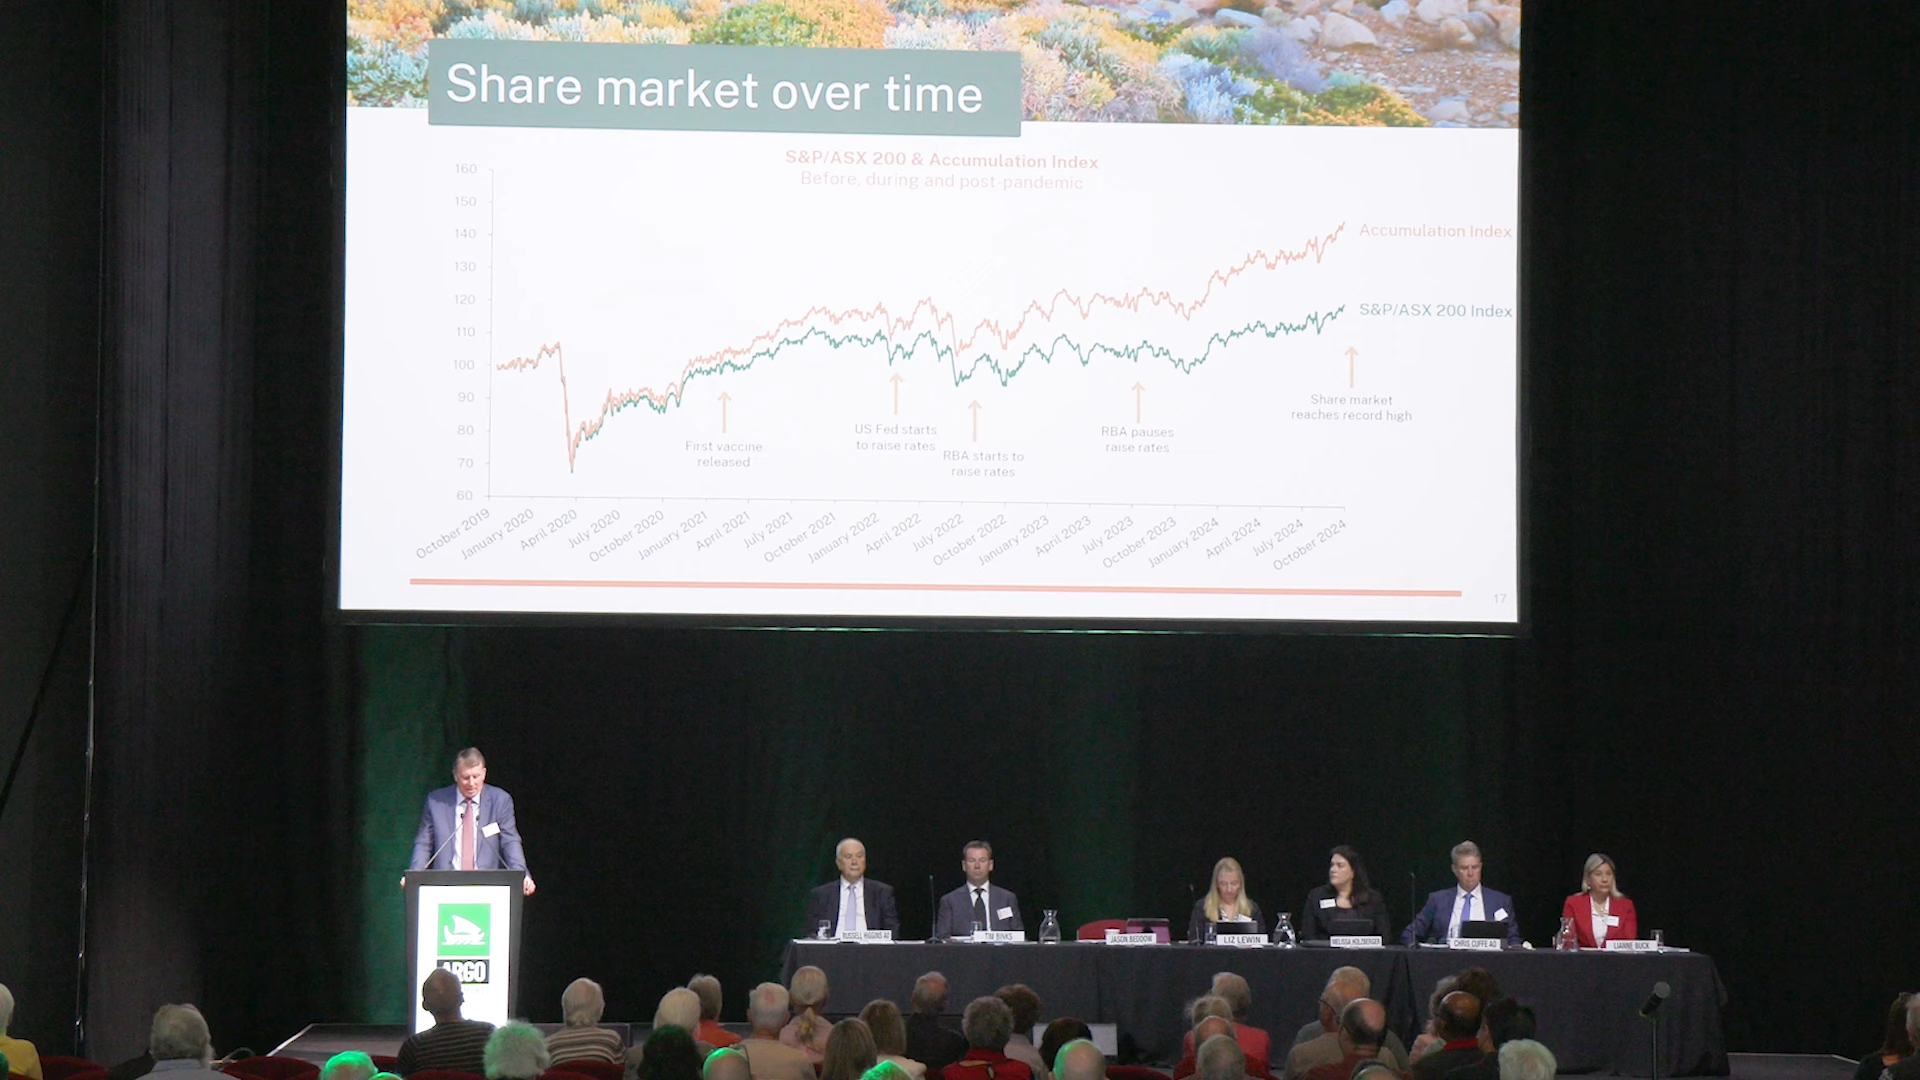 Share market over time
S&P/ASX 200 & Accumulation Index
Before, during and post-pandemic
160
150
140
130
120
110
100
90
80
70
60
Accumulation Index
S&P/ASX 200 Index
First vaccine
released
US Fed starts
to raise rates
RBA starts to
raise rates
RBA pauses
raise rates
Share market
reaches record high
October 2019
January 2020
April 2020
July 2020
October 2020
January 2021
April 2021
July 2021
October 2021
January 2022
April 2022
July 2022
October 2022
January 2023
April 2023
July 2023
October 2023
January 2024
April 2024
July 2024
October 2024
17
ARGO
RUSSELL HIGGINS AO
TIM BINKS
JASON BEDDOW
LIZ LEWIN
MELISSA HOLZBERGER
CHRIS CUFFE AO
LIANNE BUCK